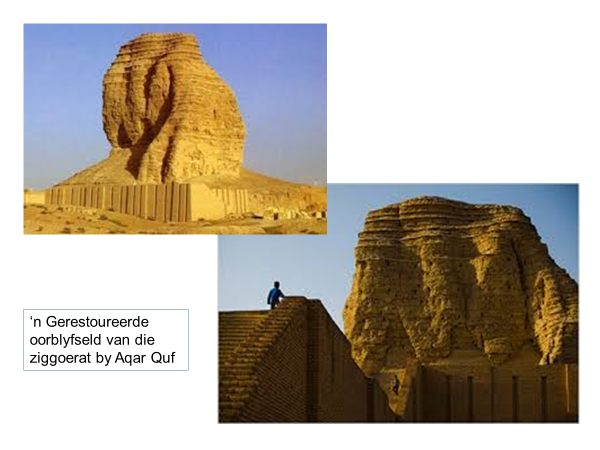 ‘n Gerestoureerde
oorblyfseld van die
ziggoerat by Aqar Quf